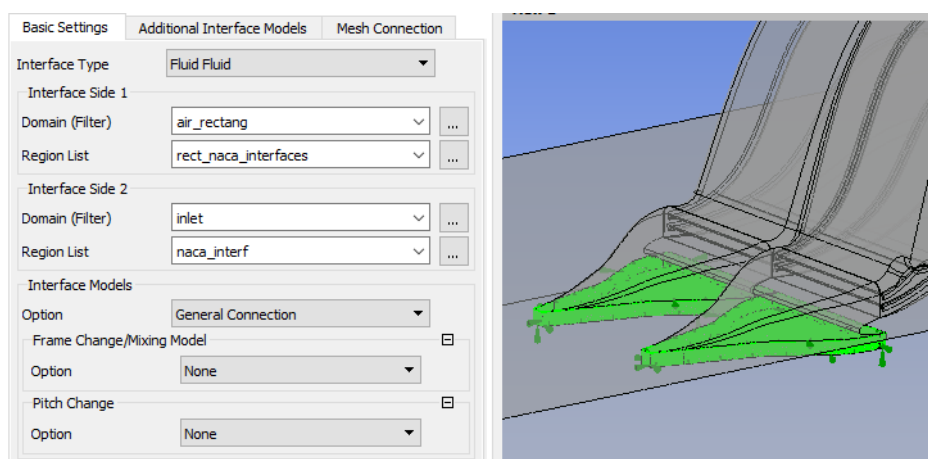 Basic Settings Additional Interface Models Mesh Connection
Interface Type Fluid Fluid
Interface Side 1
Domain (Filter) air_rectang ...
Region List rect_naca_interfaces ...
Interface Side 2
Domain (Filter) inlet ...
Region List naca_interf ...
Interface Models
Option General Connection
Frame Change/Mixing Model
Option None
Pitch Change
Option None